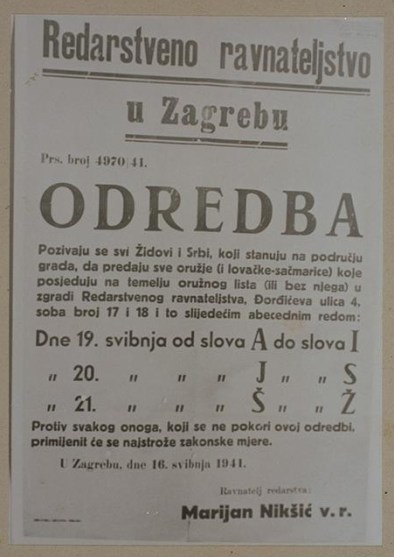 Redarstveno ravnateljstvo
u Zagrebu
Prs. broj 4970/41.
ODREDBA
Pozivaju se svi Židovi i Srbi, koji stanuju na području
grada, da predaju sve oružje (i lovačke-sačmarice) koje
posjeduju na temelju oružnog lista (ili bez njega) u
zgradi Redarstvenog ravnateljstva, Đorđićeva ulica 4,
soba broj 17 i 18 i to slijedećim abecednim redom:
Dne 19. svibnja od slova A do slova I
„ 20. „ „ „ J „ „ S
„ 21. „ „ „ Š „ „ Ž
Protiv svakog onoga, koji se ne pokori ovoj odredbi,
primijenit će se najstrože zakonske mjere.
U Zagrebu, dne 16. svibnja 1941.
Ravnatelj redarstva:
Marijan Nikšić v. r.